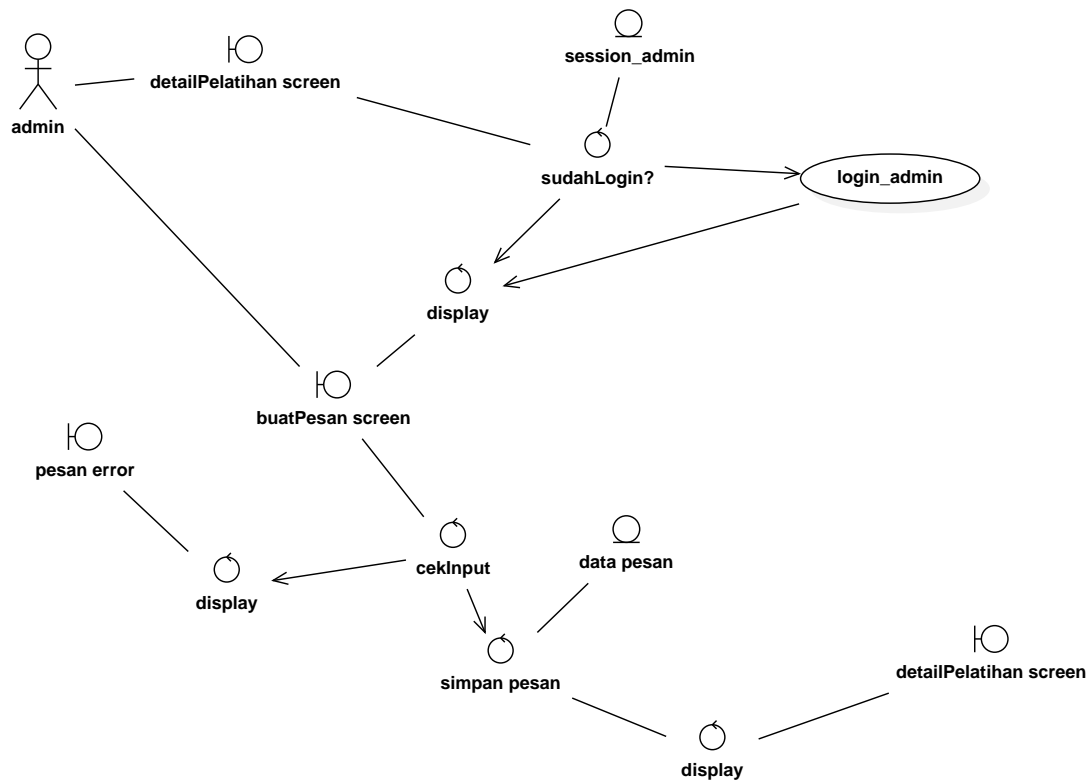 session_admin
detailPelatihan screen
admin
sudahLogin?
login_admin
display
buatPesan screen
pesan error
cekInput
data pesan
display
simpan pesan
detailPelatihan screen
display